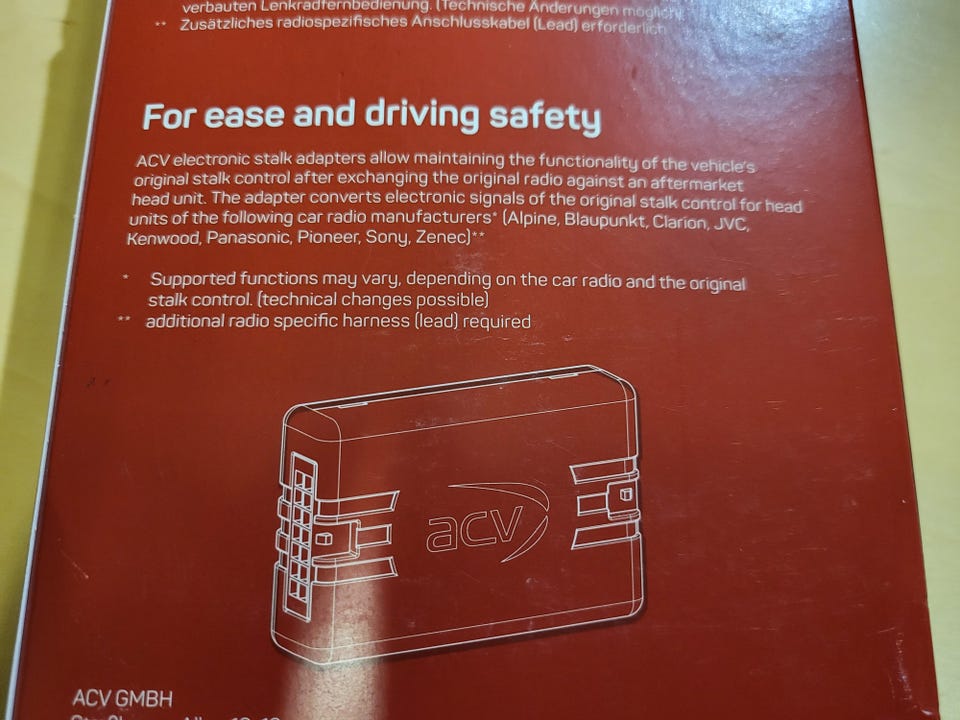 verbauten Lenkradfernbedienung. (Technische Änderungen möglich)
** Zusätzliches radiospezifisches Anschlusskabel (Lead) erforderlich
For ease and driving safety
ACV electronic stalk adapters allow maintaining the functionality of the vehicle's
original stalk control after exchanging the original radio against an aftermarket
head unit. The adapter converts electronic signals of the original stalk control for head
units of the following car radio manufacturers* (Alpine, Blaupunkt, Clarion, JVC,
Kenwood, Panasonic, Pioneer, Sony, Zenec)**
* Supported functions may vary, depending on the car radio and the original
stalk control. (technical changes possible)
** additional radio specific harness (lead) required
acv
ACV GMBH